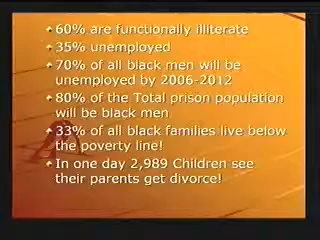 60% are functionally illiterate
35% unemployed
70% of all black men will be
unemployed by 2006-2012
80% of the Total prison population
will be black men
33% of all black families live below
the poverty line!
In one day 2,989 Children see
their parents get divorce!